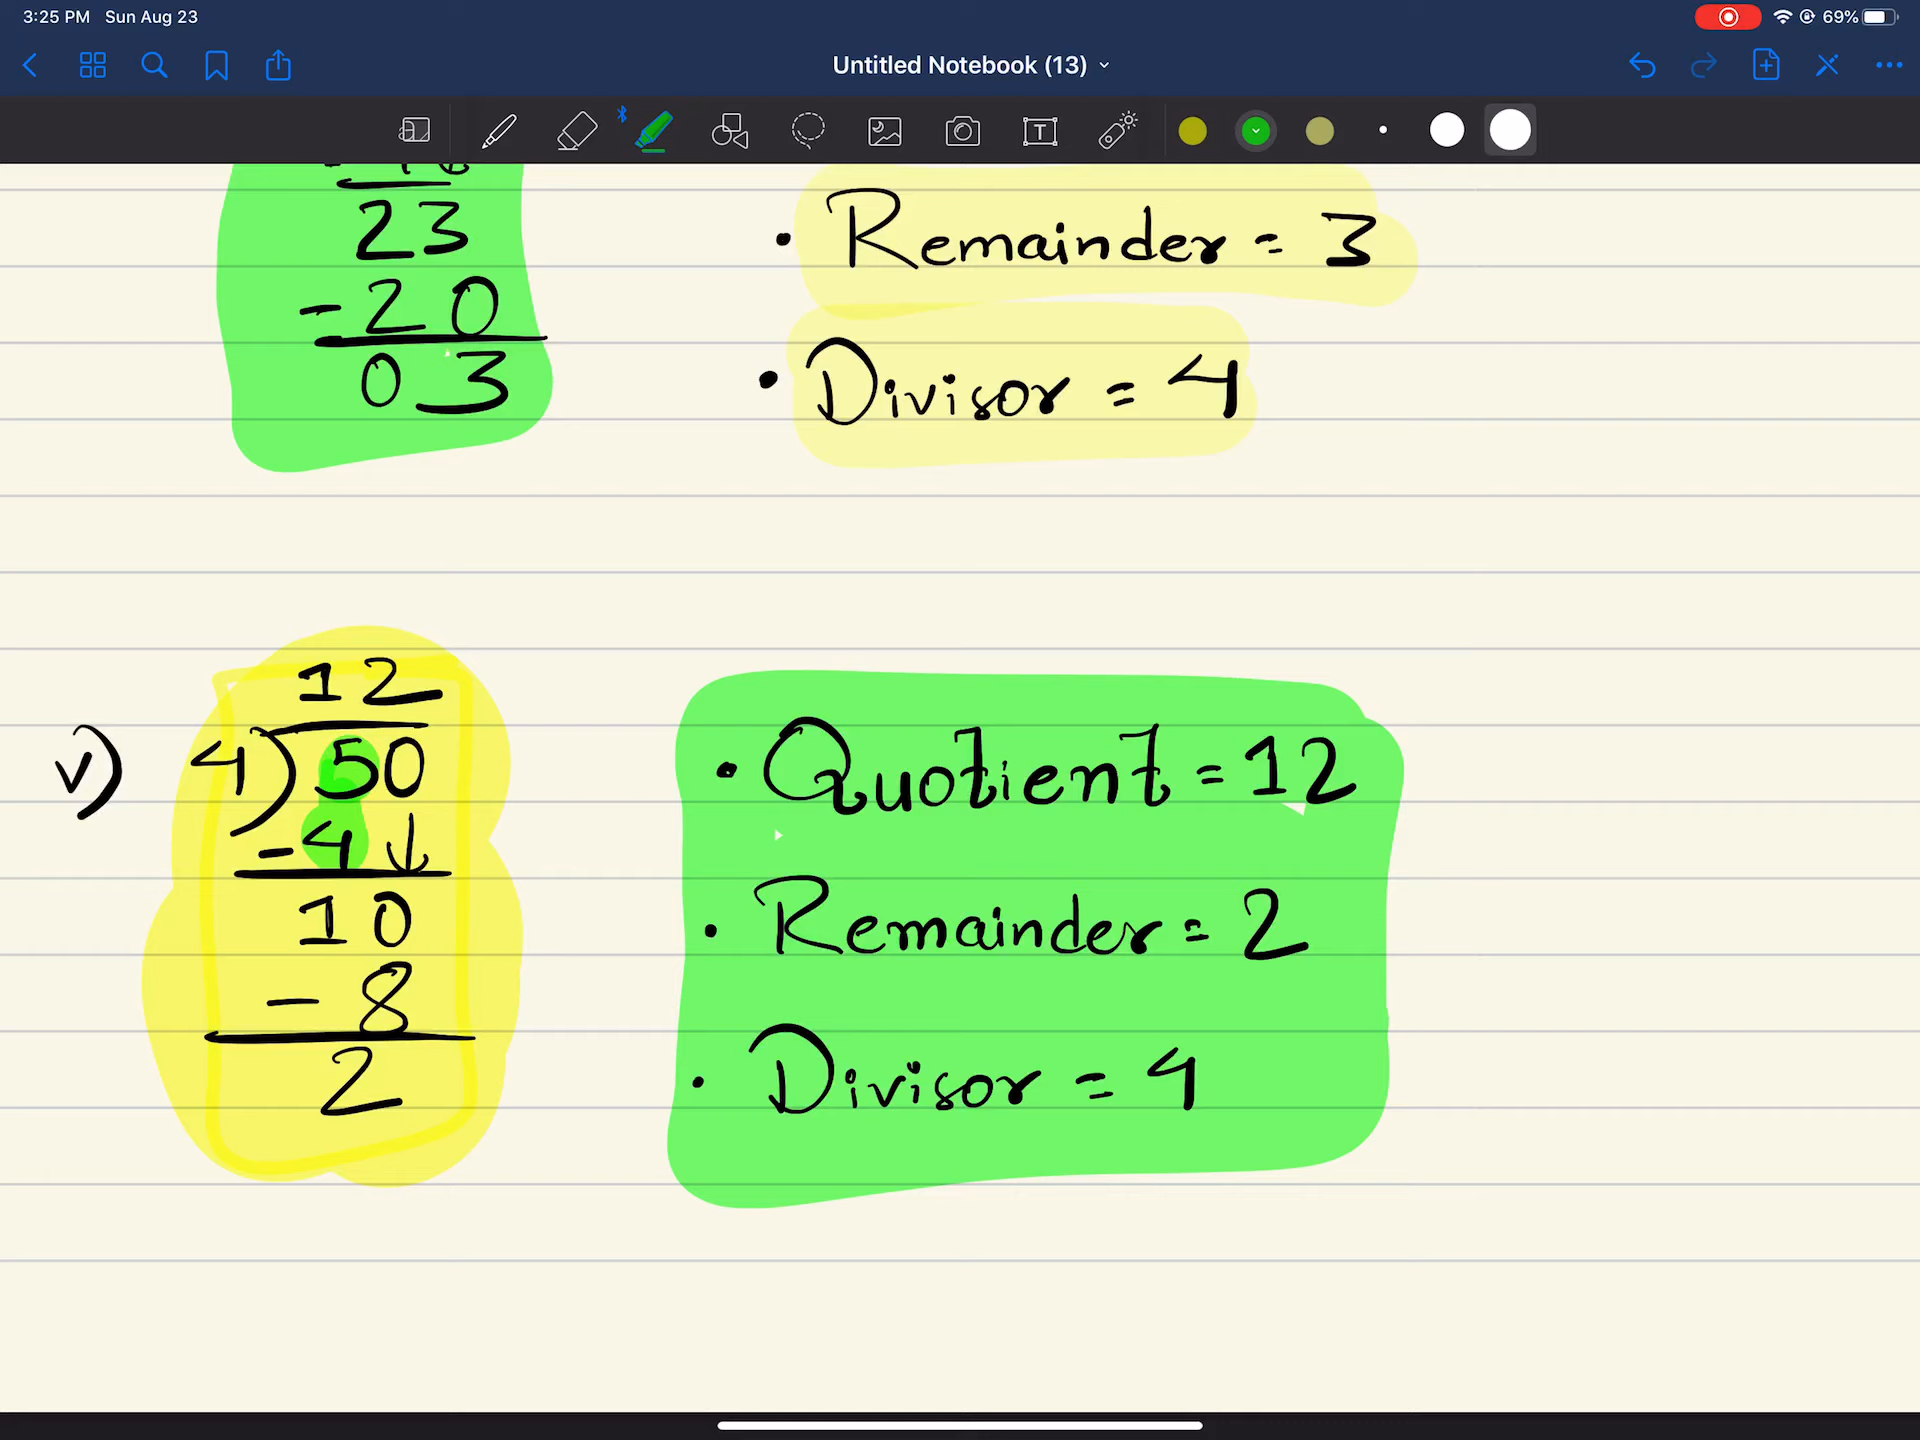 3:25 PM Sun Aug 23
69%
Untitled Notebook (13)
23
-20
03
• Remainder = 3
• Divisor = 4
12
v) 4)50
-4↓
10
- 8
2
• Quotient = 12
• Remainder = 2
• Divisor = 4